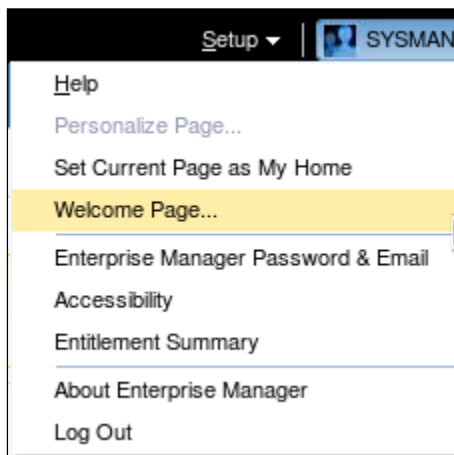 Setup SYSMAN
Help
Personalize Page...
Set Current Page as My Home
Welcome Page...
Enterprise Manager Password & Email
Accessibility
Entitlement Summary
About Enterprise Manager
Log Out